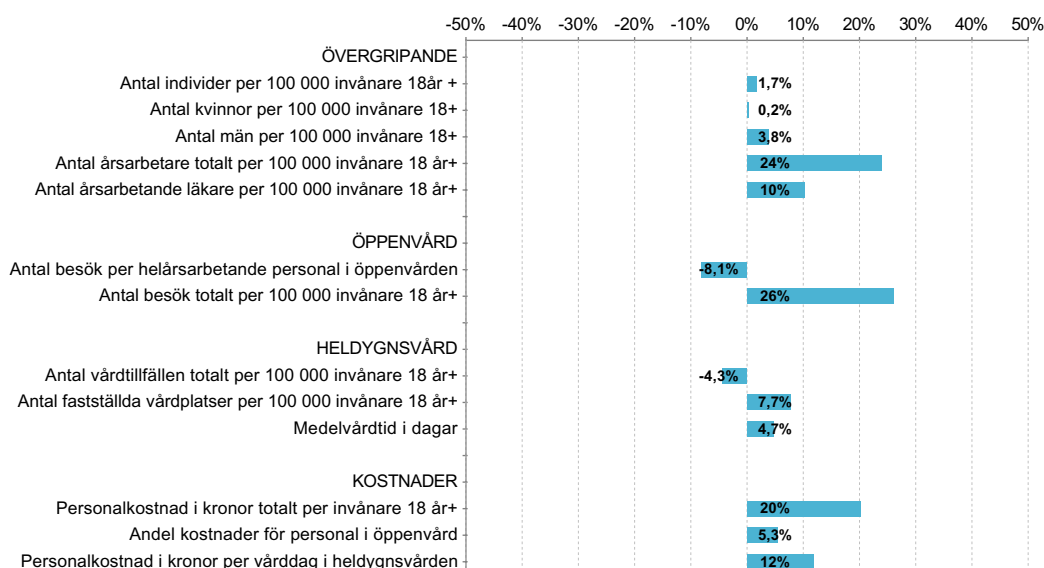 -50% -40% -30% -20% -10% 0% 10% 20% 30% 40% 50%
ÖVERGRIPANDE
Antal individer per 100 000 invånare 18år + 1,7%
Antal kvinnor per 100 000 invånare 18+ 0,2%
Antal män per 100 000 invånare 18+ 3,8%
Antal årsarbetare totalt per 100 000 invånare 18 år+ 24%
Antal årsarbetande läkare per 100 000 invånare 18 år+ 10%
ÖPPENVÅRD
Antal besök per helårsarbetande personal i öppenvården -8,1%
Antal besök totalt per 100 000 invånare 18 år+ 26%
HELDYGNSVÅRD
Antal vårdtillfällen totalt per 100 000 invånare 18 år+ -4,3%
Antal fastställda vårdplatser per 100 000 invånare 18 år+ 7,7%
Medelvårdtid i dagar 4,7%
KOSTNADER
Personalkostnad i kronor totalt per invånare 18 år+ 20%
Andel kostnader för personal i öppenvård 5,3%
Personalkostnad i kronor per vårddag i heldygnsvården 12%